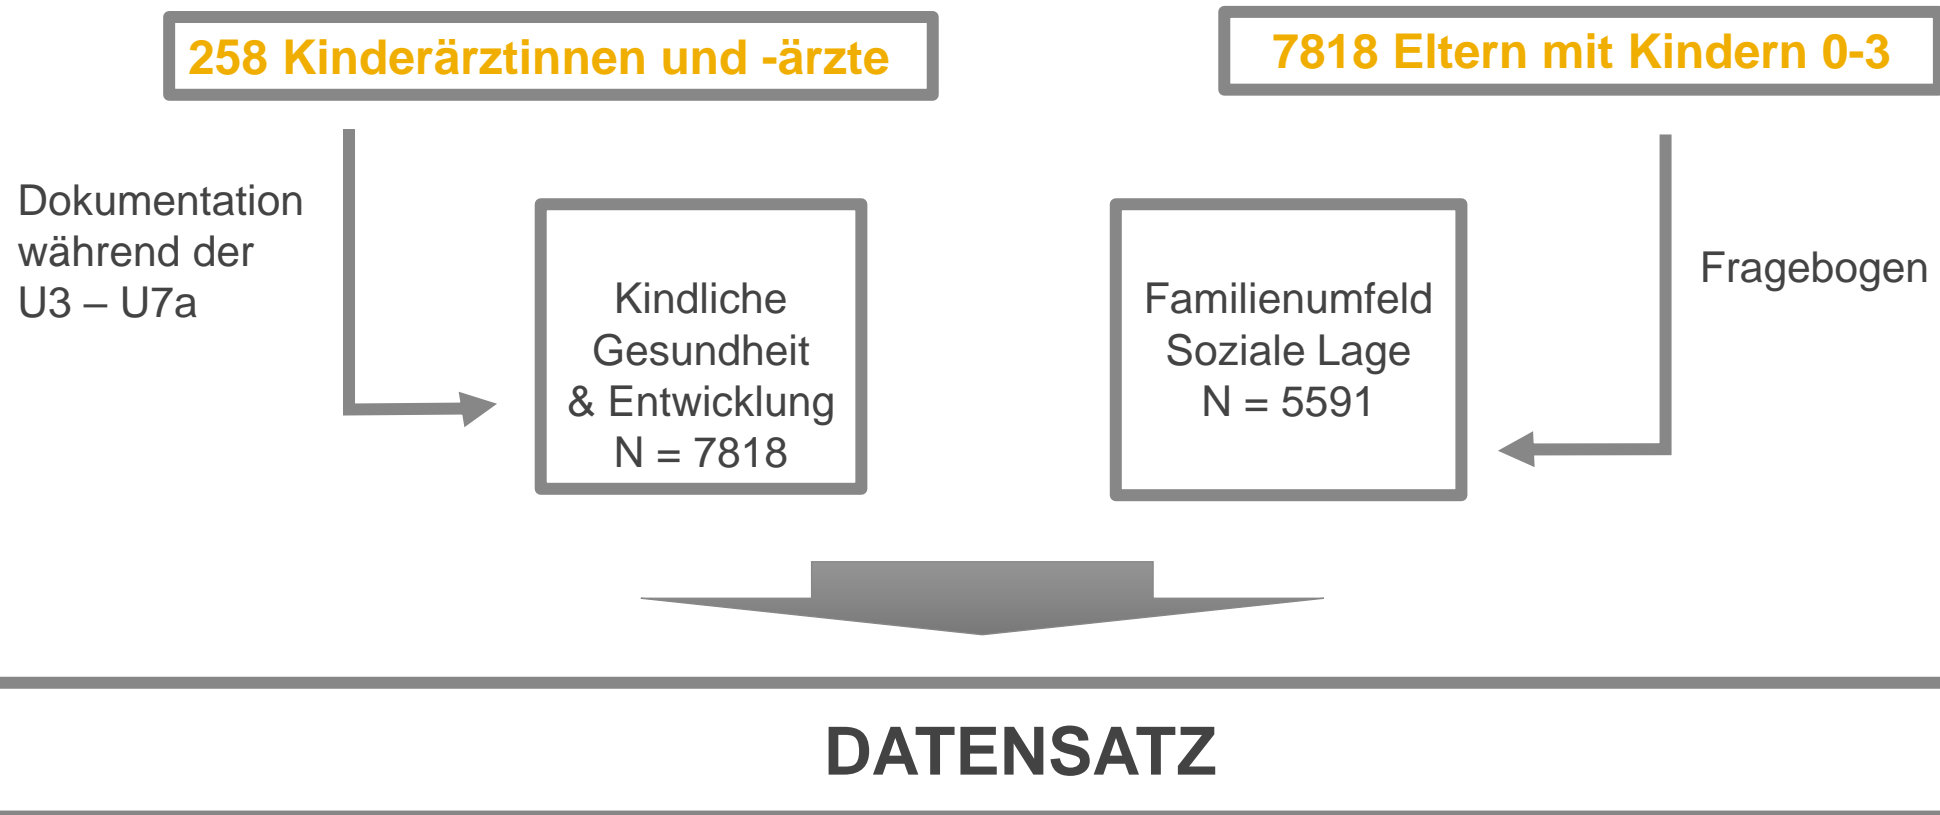 258 Kinderärztinnen und -ärzte
7818 Eltern mit Kindern 0-3
Dokumentation
während der
U3 – U7a
Kindliche
Gesundheit
& Entwicklung
N = 7818
Familienumfeld
Soziale Lage
N = 5591
Fragebogen
DATENSATZ